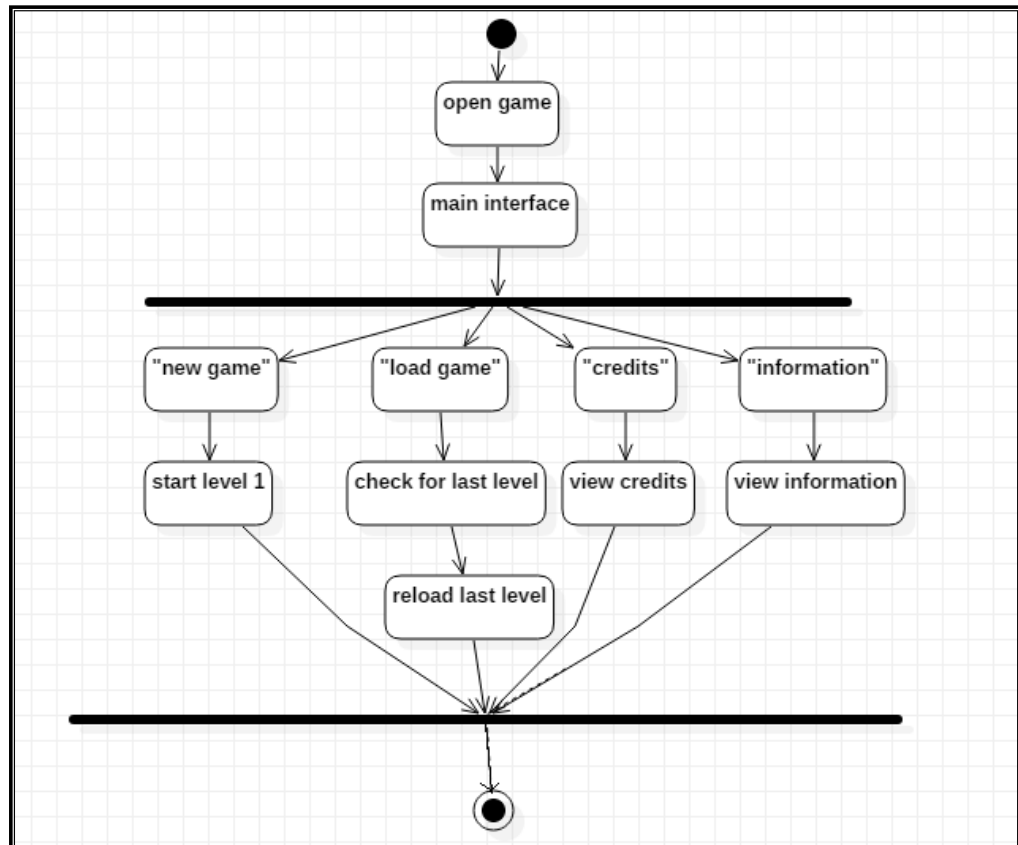 open game
main interface
"new game"
"load game"
"credits"
"information"
start level 1
check for last level
view credits
view information
reload last level